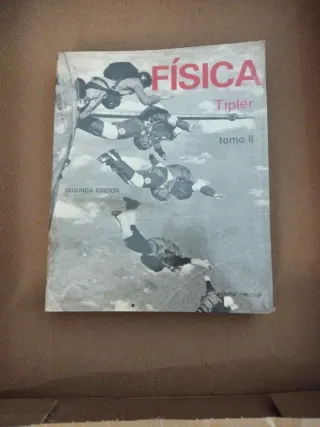 FÍSICA
Tipler
tomo II
SEGUNDA EDICION